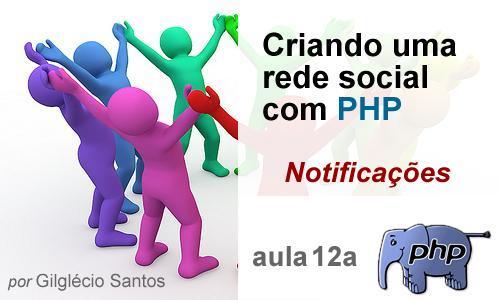 Criando uma
rede social
com PHP
Notificações
aula 12a
php
por Gilglécio Santos